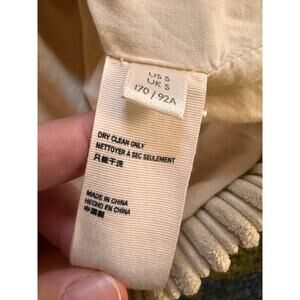 US S
UK S
170 / 92A
DRY CLEAN ONLY
NETTOYER À SEC SEULEMENT
只能干洗
MADE IN CHINA
HECHO EN CHINA
中国制